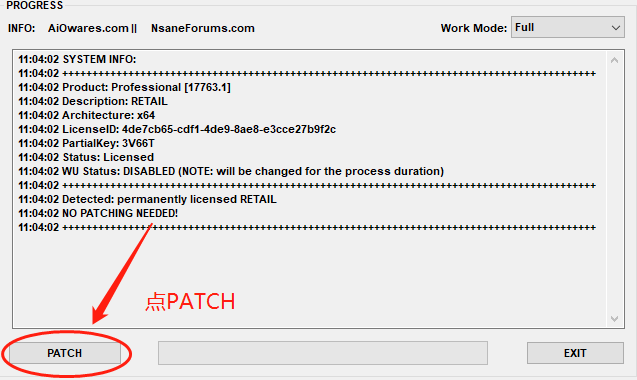 PROGRESS
INFO: AiOwares.com || NsaneForums.com Work Mode: Full
11:04:02 SYSTEM INFO:
11:04:02 ++++++++++++++++++++++++++++++++++++++++++++++++++++++++++++++++++++++++++++++++++++++++
11:04:02 Product: Professional [17763.1]
11:04:02 Description: RETAIL
11:04:02 Architecture: x64
11:04:02 LicenseID: 4de7cb65-cdf1-4de9-8ae8-e3cce27b9f2c
11:04:02 PartialKey: 3V66T
11:04:02 Status: Licensed
11:04:02 WU Status: DISABLED (NOTE: will be changed for the process duration)
11:04:02 ++++++++++++++++++++++++++++++++++++++++++++++++++++++++++++++++++++++++++++++++++++++++
11:04:02 Detected: permanently licensed RETAIL
11:04:02 NO PATCHING NEEDED!
11:04:02 ++++++++++++++++++++++++++++++++++++++++++++++++++++++++++++++++++++++++++++++++++++++++
点PATCH
PATCH EXIT